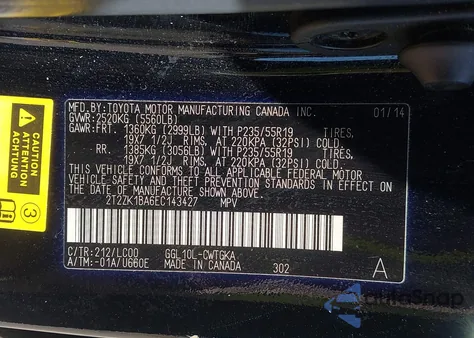 MFD.BY:TOYOTA MOTOR MANUFACTURING CANADA INC. 01/14
GVWR:2520KG (5560LB)
GAWR:FRT. 1360KG (2999LB) WITH P235/55R19 TIRES,
19X7 1/2J RIMS, AT 220KPA (32PSI) COLD.
RR. 1385KG (3056LB) WITH P235/55R19 TIRES,
19X7 1/2J RIMS, AT 220KPA (32PSI) COLD.
THIS VEHICLE CONFORMS TO ALL APPLICABLE FEDERAL MOTOR
VEHICLE SAFETY AND THEFT PREVENTION STANDARDS IN EFFECT
ON THE DATE OF MANUFACTURE SHOWN ABOVE.
2T2ZK1BA6EC143427 MPV
C/TR:212/LC00 GGL10L-CWTGKA
A/TM:-01A/U660E MADE IN CANADA 302 A
3
AutoSnap